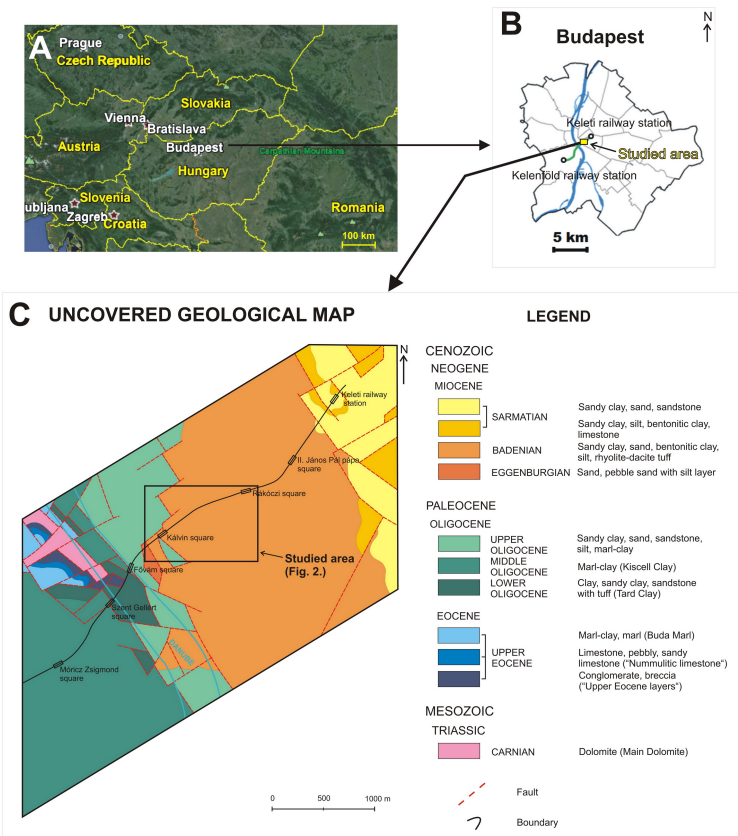 A
Prague
Czech Republic
Slovakia
Vienna
Bratislava
Austria
Budapest
Carpathian Mountains
Hungary
Slovenia
ubljana
Zagreb
Croatia
Romania
100 km
B
Budapest
N
Keleti railway station
Studied area
Kelenföld railway station
5 km
C UNCOVERED GEOLOGICAL MAP
N
Keleti railway
station
II. János Pál pápa
square
Rákóczi square
Kálvin square
Studied area
(Fig. 2.)
Fővám square
Szent Gellért
square
DANUBE
Móricz Zsigmond
square
0 500 1000 m
LEGEND
CENOZOIC
NEOGENE
MIOCENE
SARMATIAN
Sandy clay, sand, sandstone
Sandy clay, silt, bentonitic clay,
limestone
BADENIAN
Sandy clay, sand, bentonitic clay,
silt, rhyolite-dacite tuff
EGGENBURGIAN Sand, pebble sand with silt layer
PALEOCENE
OLIGOCENE
UPPER
OLIGOCENE
Sandy clay, sand, sandstone,
silt, marl-clay
MIDDLE
OLIGOCENE
Marl-clay (Kiscell Clay)
LOWER
OLIGOCENE
Clay, sandy clay, sandstone
with tuff (Tard Clay)
EOCENE
UPPER
EOCENE
Marl-clay, marl (Buda Marl)
Limestone, pebbly, sandy
limestone (“Nummulitic limestone“)
Conglomerate, breccia
(“Upper Eocene layers“)
MESOZOIC
TRIASSIC
CARNIAN Dolomite (Main Dolomite)
Fault
Boundary